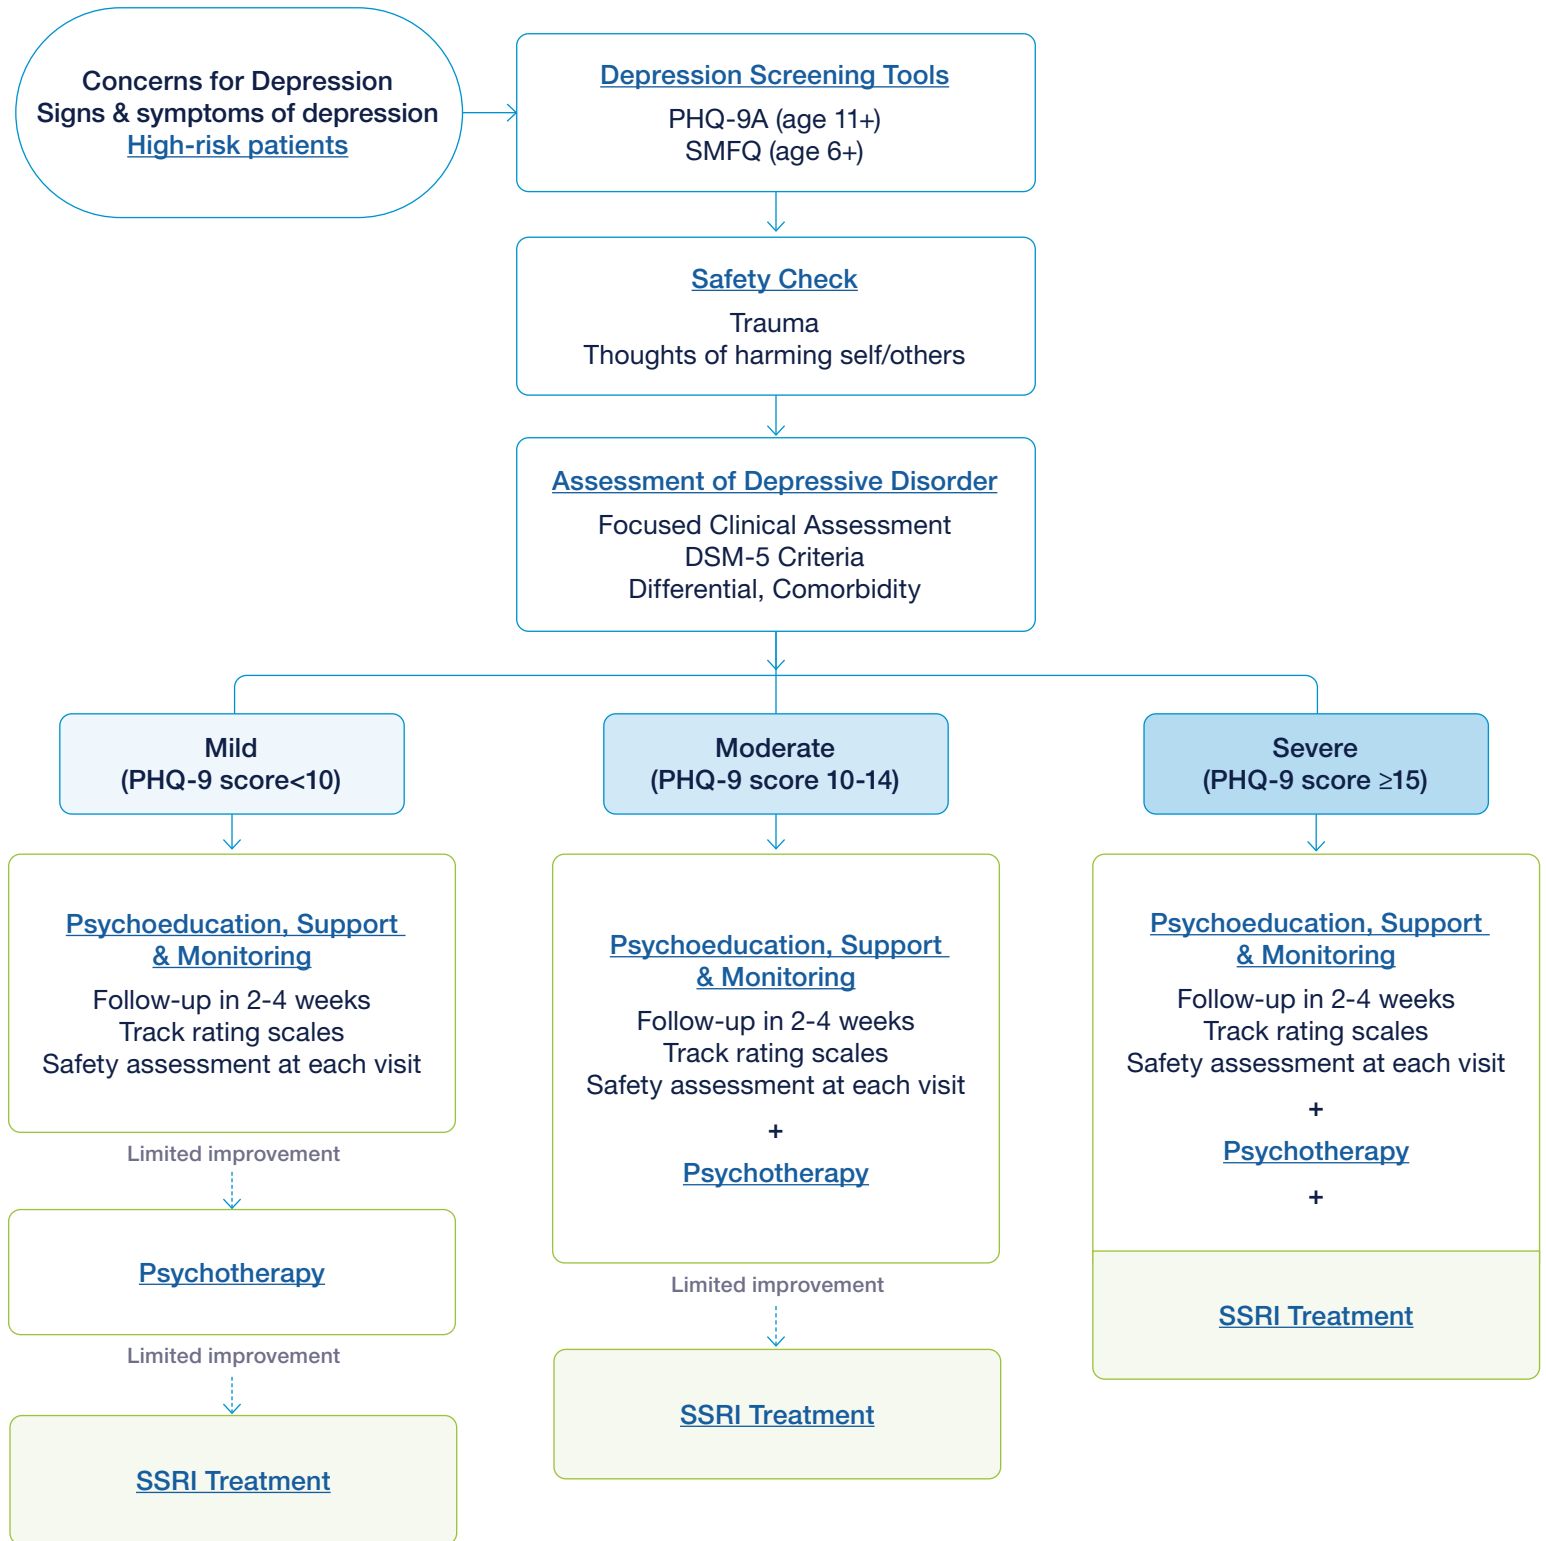 Concerns for Depression
Signs & symptoms of depression
High-risk patients
Depression Screening Tools
PHQ-9A (age 11+)
SMFQ (age 6+)
Safety Check
Trauma
Thoughts of harming self/others
Assessment of Depressive Disorder
Focused Clinical Assessment
DSM-5 Criteria
Differential, Comorbidity
Mild
(PHQ-9 score<10)
Psychoeducation, Support
& Monitoring
Follow-up in 2-4 weeks
Track rating scales
Safety assessment at each visit
Limited improvement
Psychotherapy
Limited improvement
SSRI Treatment
Moderate
(PHQ-9 score 10-14)
Psychoeducation, Support
& Monitoring
Follow-up in 2-4 weeks
Track rating scales
Safety assessment at each visit
+
Psychotherapy
Limited improvement
SSRI Treatment
Severe
(PHQ-9 score ≥15)
Psychoeducation, Support
& Monitoring
Follow-up in 2-4 weeks
Track rating scales
Safety assessment at each visit
+
Psychotherapy
+
SSRI Treatment